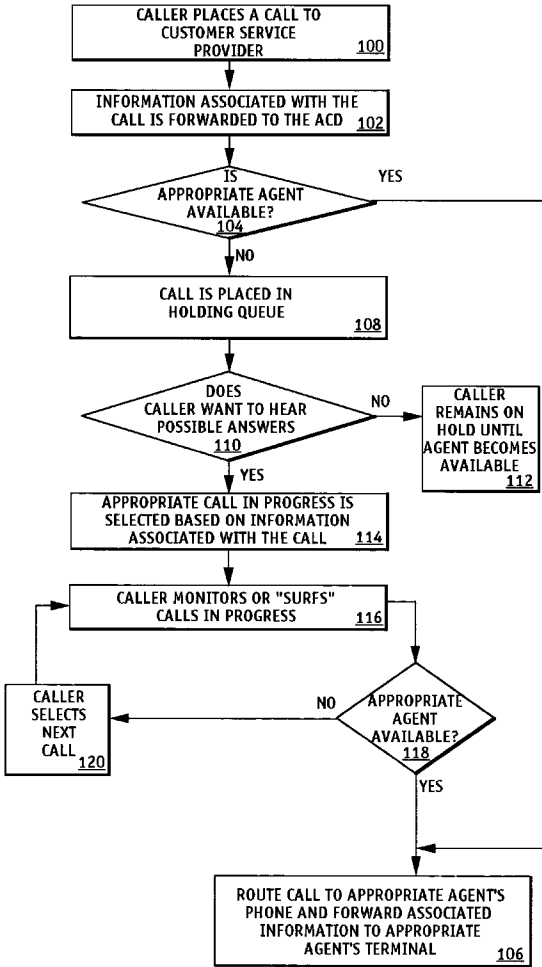 CALLER PLACES A CALL TO
CUSTOMER SERVICE
PROVIDER
100
INFORMATION ASSOCIATED WITH THE
CALL IS FORWARDED TO THE ACD
102
IS
APPROPRIATE AGENT
AVAILABLE?
104
YES
NO
CALL IS PLACED IN
HOLDING QUEUE
108
DOES
CALLER WANT TO HEAR
POSSIBLE ANSWERS
110
NO
CALLER
REMAINS ON
HOLD UNTIL
AGENT BECOMES
AVAILABLE
112
YES
APPROPRIATE CALL IN PROGRESS IS
SELECTED BASED ON INFORMATION
ASSOCIATED WITH THE CALL
114
CALLER MONITORS OR "SURFS"
CALLS IN PROGRESS
116
APPROPRIATE
AGENT
AVAILABLE?
118
NO
CALLER
SELECTS
NEXT
CALL
120
YES
ROUTE CALL TO APPROPRIATE AGENT'S
PHONE AND FORWARD ASSOCIATED
INFORMATION TO APPROPRIATE
AGENT'S TERMINAL
106